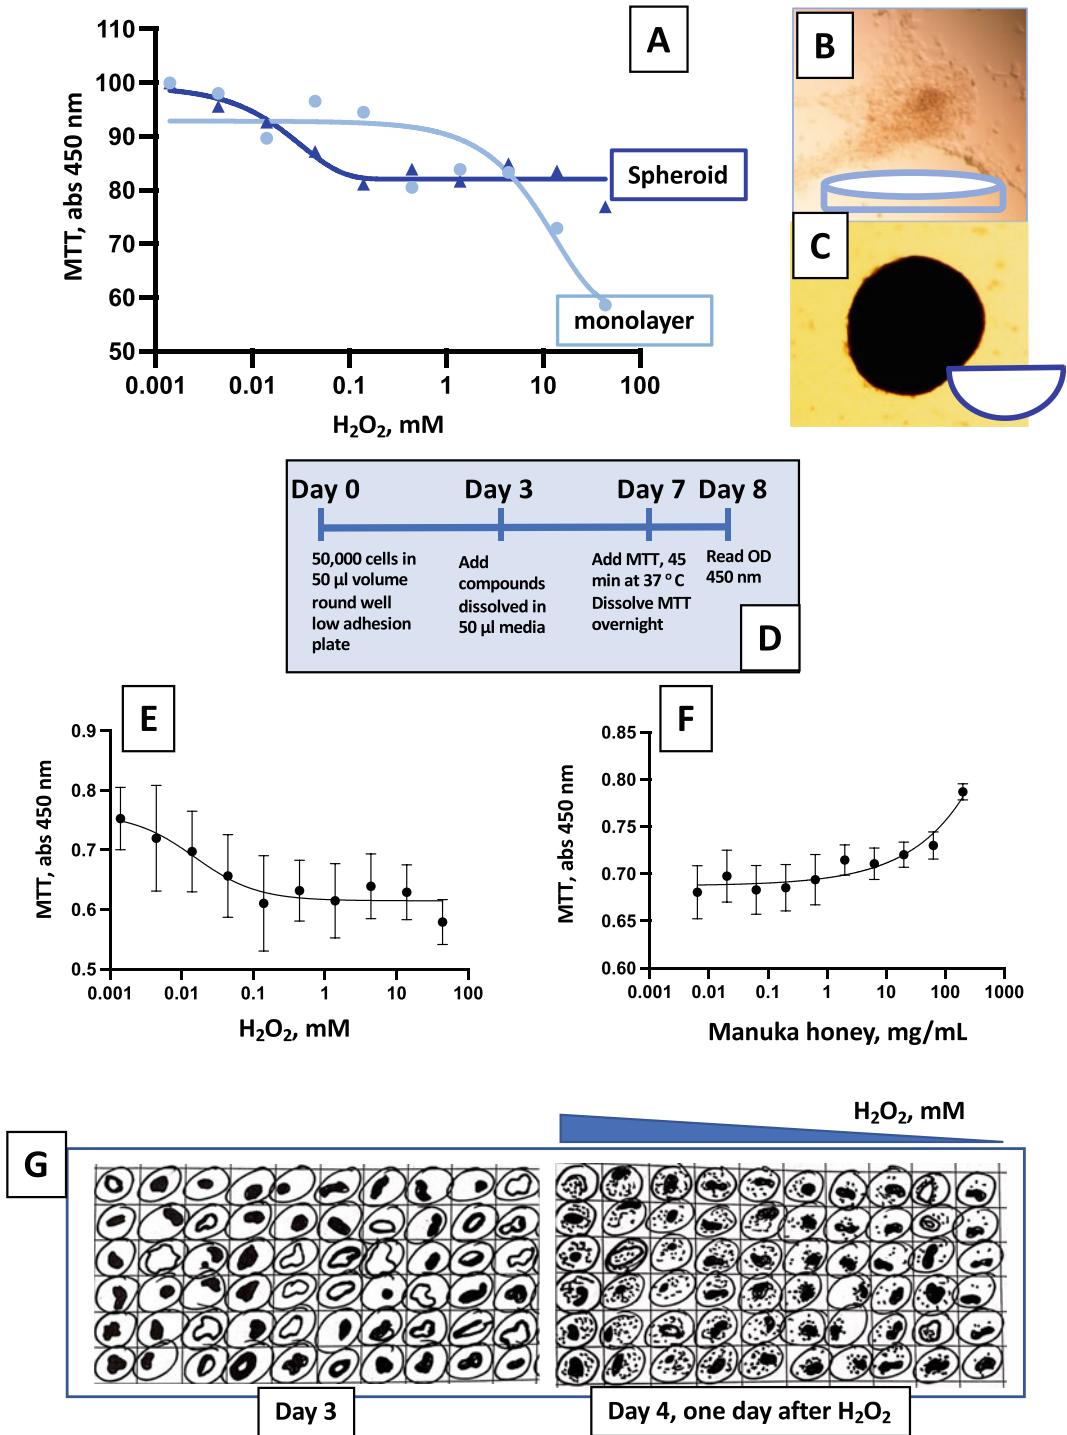 A
110
100
90
80
70
60
50
MTT, abs 450 nm
0.001
0.01
0.1
1
10
100
H₂O₂, mM
Spheroid
monolayer
B
C
Day 0
Day 3
Day 7
Day 8
50,000 cells in
50 µl volume
round well
low adhesion
plate
Add
compounds
dissolved in
50 µl media
Add MTT, 45
min at 37 ° C
Dissolve MTT
overnight
Read OD
450 nm
D
E
0.9
0.8
0.7
0.6
0.5
MTT, abs 450 nm
0.001
0.01
0.1
1
10
100
H₂O₂, mM
F
0.85
0.80
0.75
0.70
0.65
0.60
MTT, abs 450 nm
0.001
0.01
0.1
1
10
100
1000
Manuka honey, mg/mL
G
H₂O₂, mM
Day 3
Day 4, one day after H₂O₂